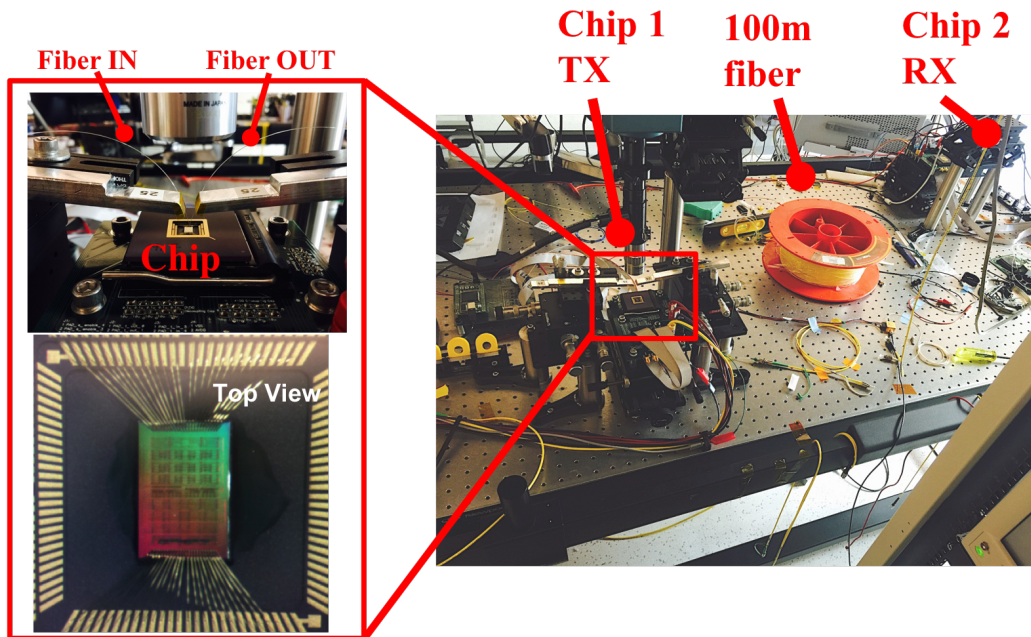 Fiber IN
Fiber OUT
Chip 1
TX
100m
fiber
Chip 2
RX
MADE IN JAPAN
THOR
25
25
Chip
Top View